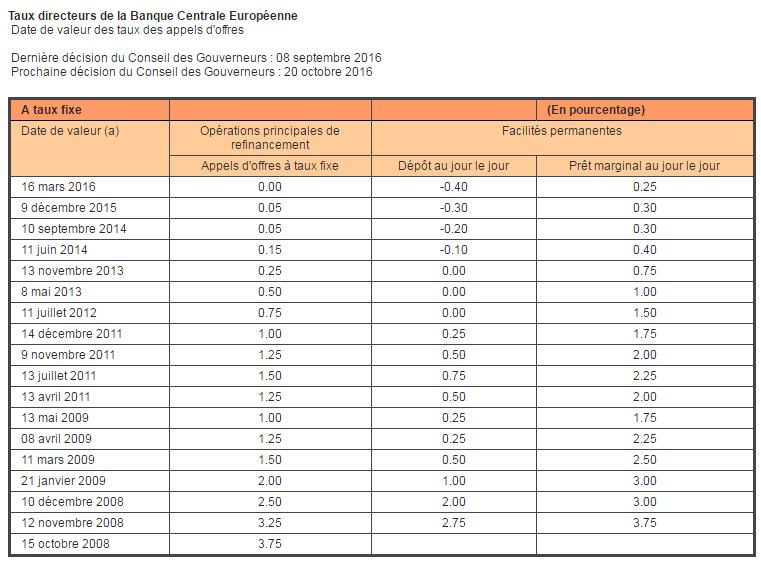 Taux directeurs de la Banque Centrale Européenne
Date de valeur des taux des appels d'offres
Dernière décision du Conseil des Gouverneurs : 08 septembre 2016
Prochaine décision du Conseil des Gouverneurs : 20 octobre 2016
A taux fixe (En pourcentage)
Date de valeur (a) Opérations principales de refinancement Facilités permanentes
Appels d'offres à taux fixe Dépôt au jour le jour Prêt marginal au jour le jour
16 mars 2016 0.00 -0.40 0.25
9 décembre 2015 0.05 -0.30 0.30
10 septembre 2014 0.05 -0.20 0.30
11 juin 2014 0.15 -0.10 0.40
13 novembre 2013 0.25 0.00 0.75
8 mai 2013 0.50 0.00 1.00
11 juillet 2012 0.75 0.00 1.50
14 décembre 2011 1.00 0.25 1.75
9 novembre 2011 1.25 0.50 2.00
13 juillet 2011 1.50 0.75 2.25
13 avril 2011 1.25 0.50 2.00
13 mai 2009 1.00 0.25 1.75
08 avril 2009 1.25 0.25 2.25
11 mars 2009 1.50 0.50 2.50
21 janvier 2009 2.00 1.00 3.00
10 décembre 2008 2.50 2.00 3.00
12 novembre 2008 3.25 2.75 3.75
15 octobre 2008 3.75